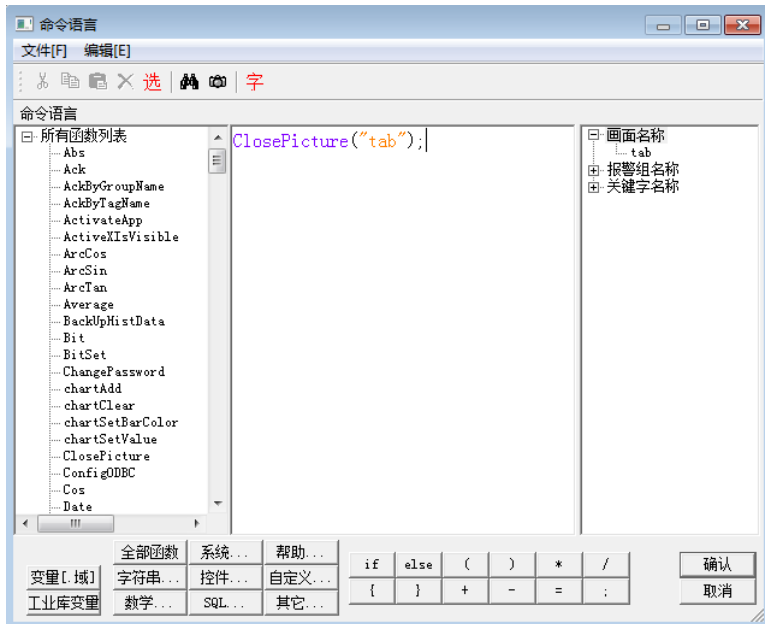 命令语言
文件[F] 编辑[E]
选 字
命令语言
所有函数列表
Abs
Ack
AckByGroupName
AckByTagName
ActivateApp
ActiveXIsVisible
ArcCos
ArcSin
ArcTan
Average
BackUpHistData
Bit
BitSet
ChangePassword
chartAdd
chartClear
chartSetBarColor
chartSetValue
ClosePicture
ConfigODBC
Cos
Date
ClosePicture("tab");
画面名称
tab
报警组名称
关键字名称
全部函数 系统... 帮助...
变量[.域] 字符串... 控件... 自定义...
工业库变量 数学... SQL... 其它...
if else ( ) * /
{ } + - = ;
确认
取消